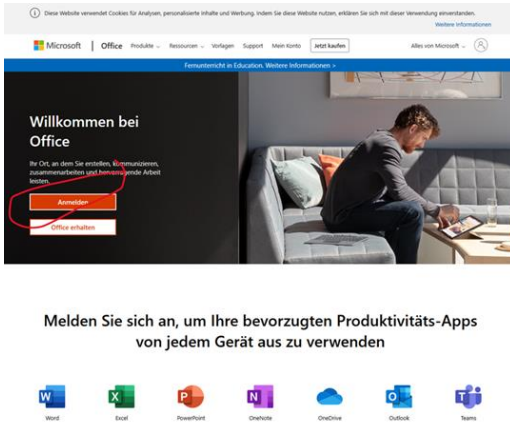 Diese Website verwendet Cookies für Analysen, personalisierte Inhalte und Werbung. Indem Sie diese Website nutzen, erklären Sie sich mit dieser Verwendung einverstanden.
Weitere Informationen
Microsoft | Office Produkte Ressourcen Vorlagen Support Mein Konto Jetzt kaufen Alles von Microsoft
Fernunterricht in Education. Weitere Informationen >
Willkommen bei
Office
Ihr Ort, an dem Sie erstellen, kommunizieren,
zusammenarbeiten und hervorragende Arbeit
leisten.
Anmelden
Office erhalten
Melden Sie sich an, um Ihre bevorzugten Produktivitäts-Apps
von jedem Gerät aus zu verwenden
Word Excel PowerPoint OneNote OneDrive Outlook Teams